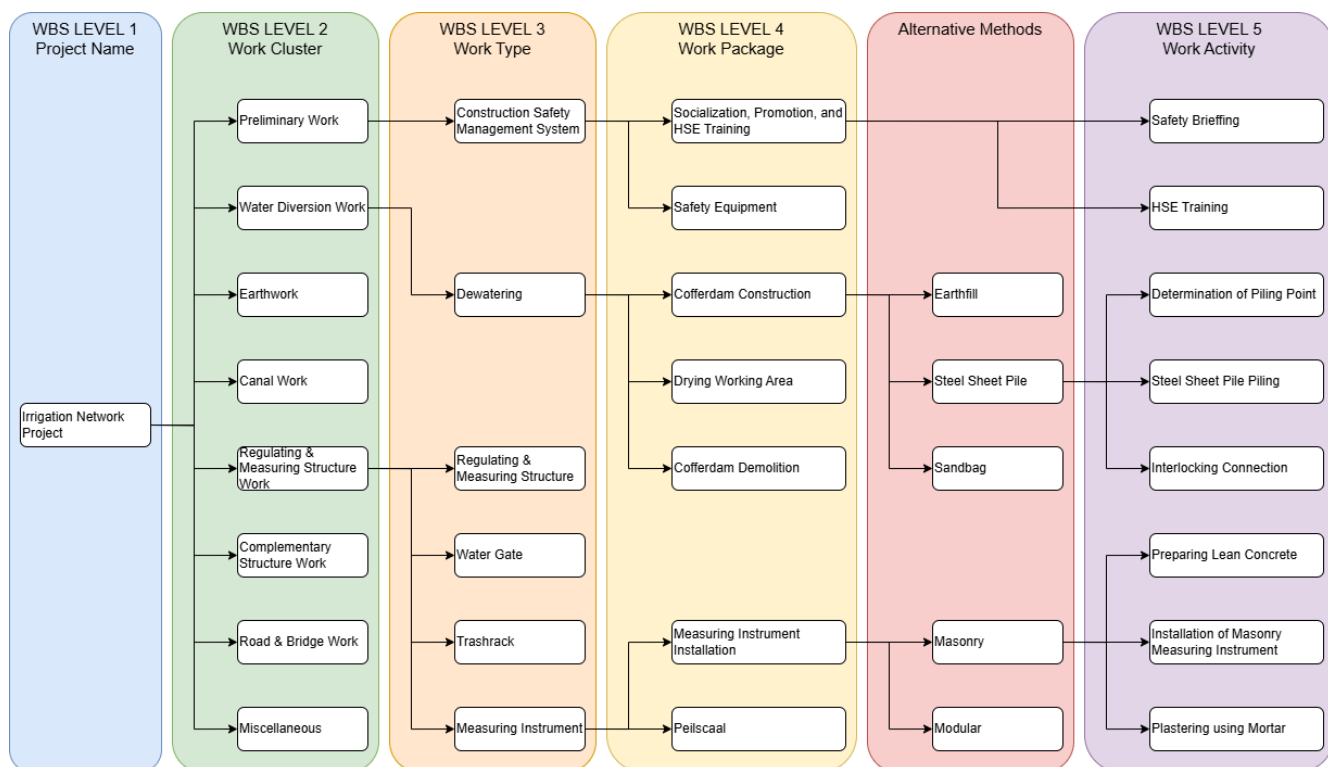 WBS LEVEL 1
Project Name
WBS LEVEL 2
Work Cluster
WBS LEVEL 3
Work Type
WBS LEVEL 4
Work Package
Alternative Methods
WBS LEVEL 5
Work Activity
Preliminary Work
Construction Safety
Management System
Socialization, Promotion, and
HSE Training
Safety Brieffing
Water Diversion Work
Safety Equipment
HSE Training
Earthwork
Dewatering
Cofferdam Construction
Earthfill
Determination of Piling Point
Canal Work
Drying Working Area
Steel Sheet Pile
Steel Sheet Pile Piling
Irrigation Network
Project
Regulating &
Measuring Structure
Work
Regulating &
Measuring Structure
Cofferdam Demolition
Sandbag
Interlocking Connection
Complementary
Structure Work
Water Gate
Preparing Lean Concrete
Road & Bridge Work
Trashrack
Measuring Instrument
Installation
Masonry
Installation of Masonry
Measuring Instrument
Miscellaneous
Measuring Instrument
Peilscaal
Modular
Plastering using Mortar